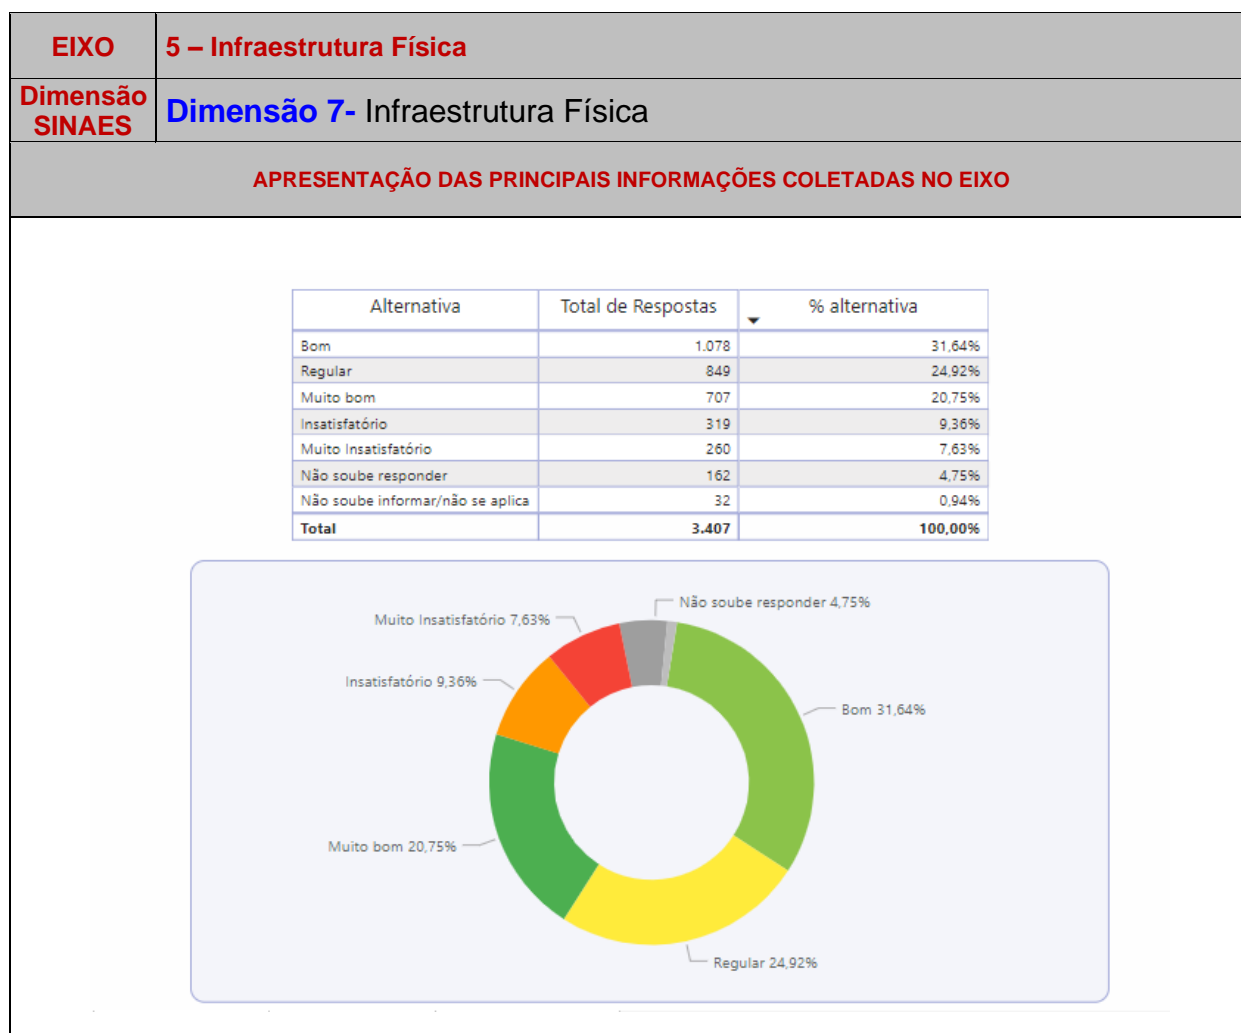 EIXO 5 – Infraestrutura Física
Dimensão SINAES Dimensão 7- Infraestrutura Física
APRESENTAÇÃO DAS PRINCIPAIS INFORMAÇÕES COLETADAS NO EIXO
Alternativa Total de Respostas % alternativa
Bom 1.078 31,64%
Regular 849 24,92%
Muito bom 707 20,75%
Insatisfatório 319 9,36%
Muito Insatisfatório 260 7,63%
Não soube responder 162 4,75%
Não soube informar/não se aplica 32 0,94%
Total 3.407 100,00%
Não soube responder 4,75%
Muito Insatisfatório 7,63%
Insatisfatório 9,36%
Bom 31,64%
Muito bom 20,75%
Regular 24,92%